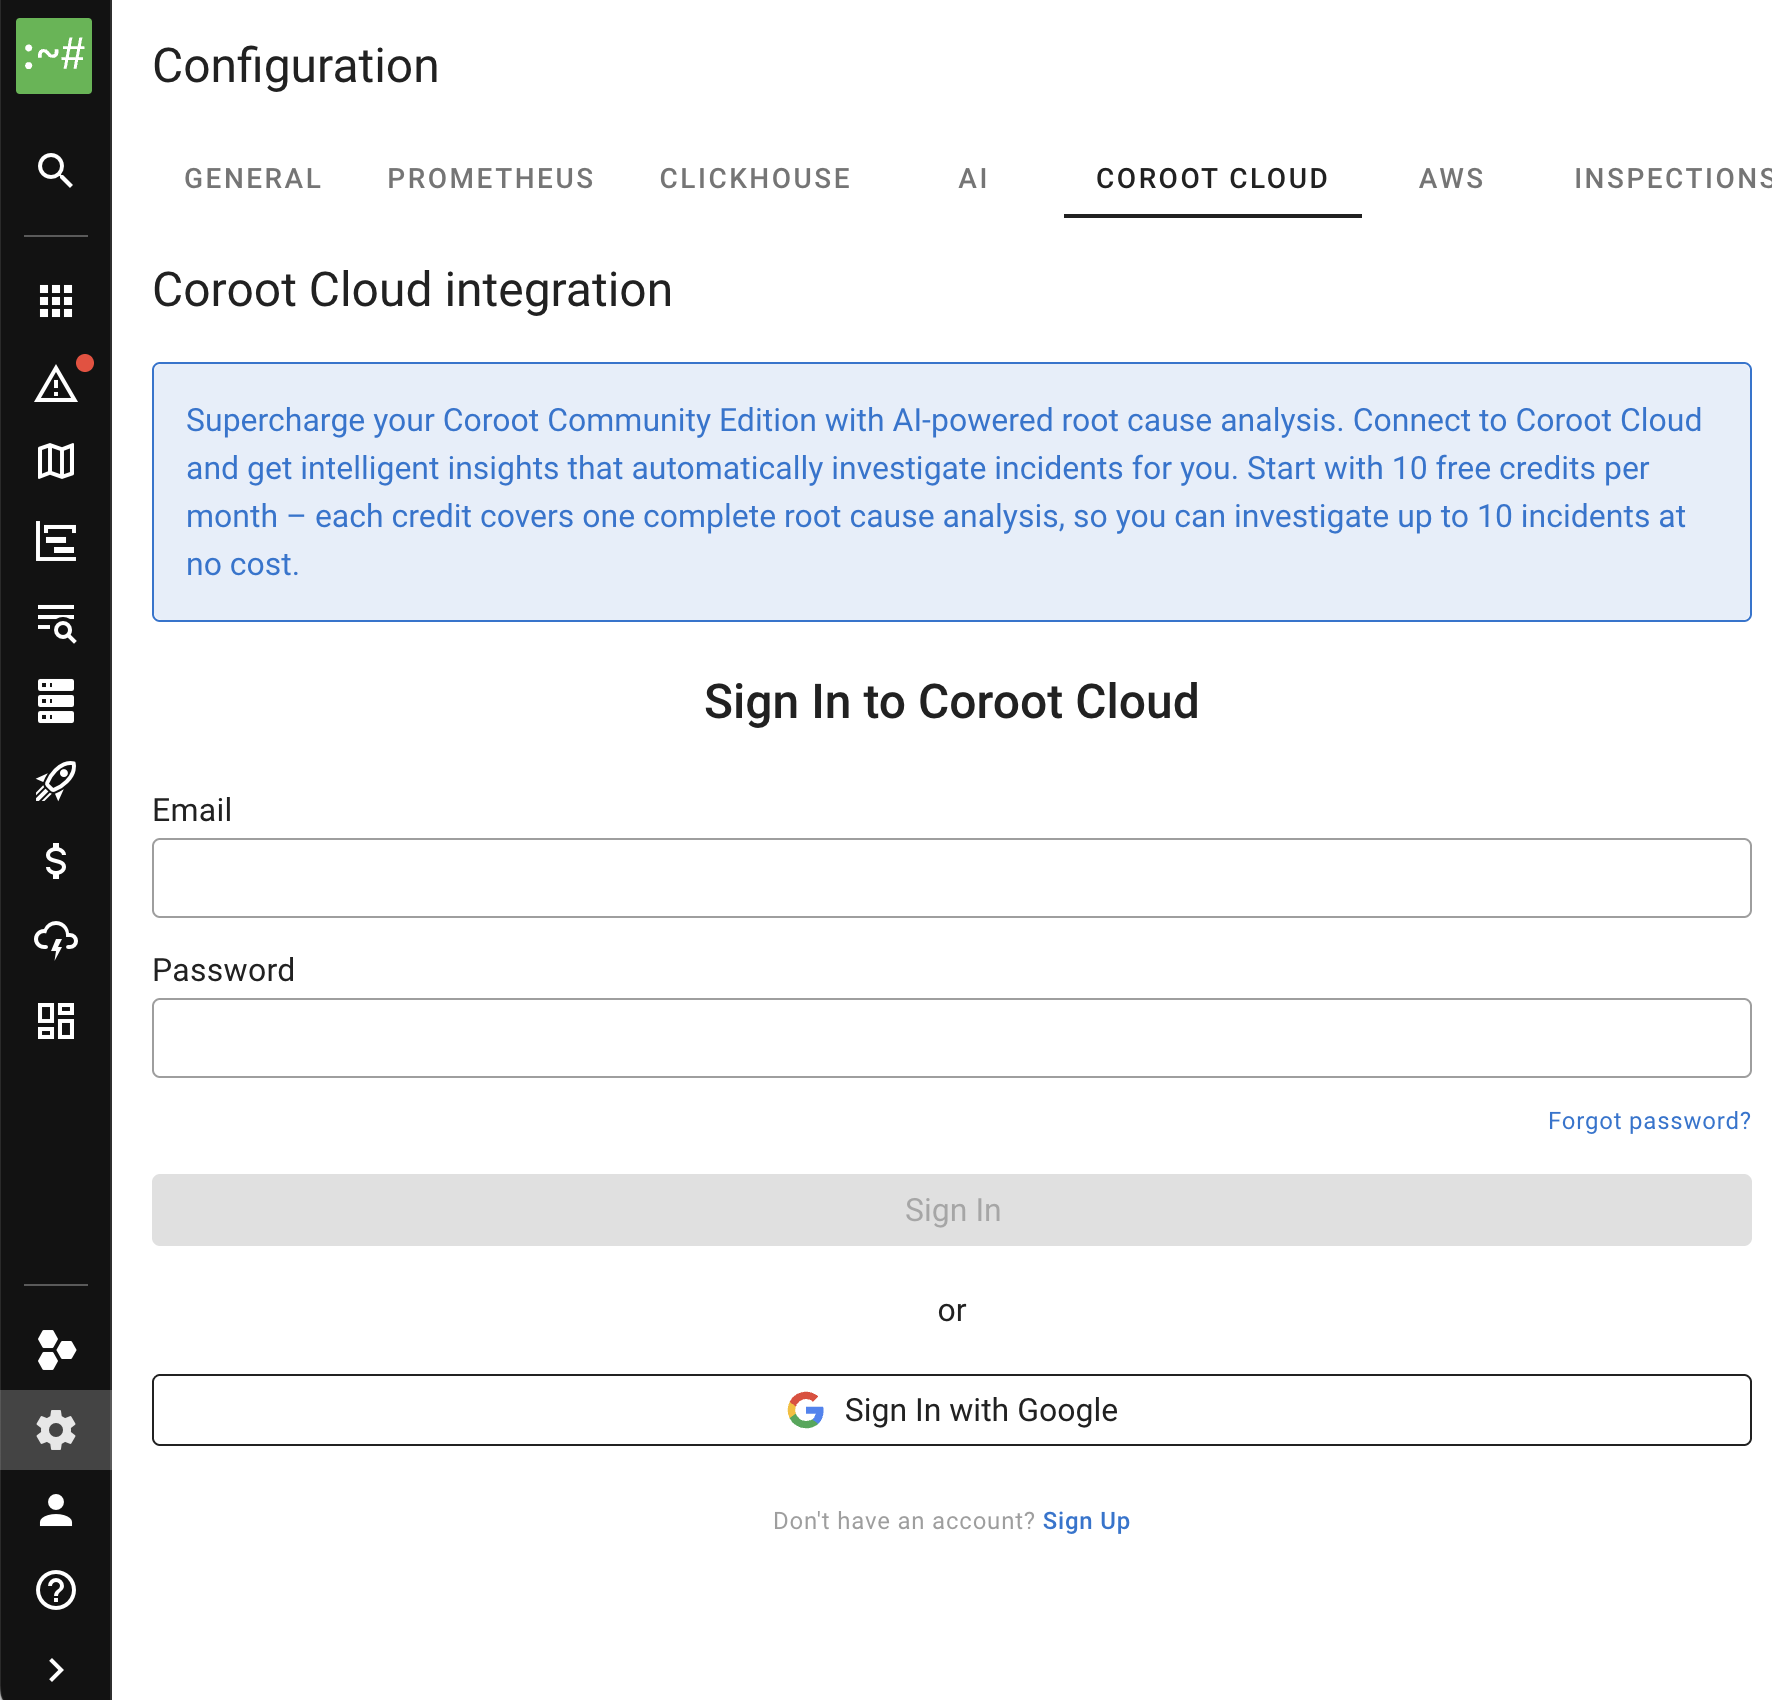 :~#
Configuration
GENERAL PROMETHEUS CLICKHOUSE AI COROOT CLOUD AWS INSPECTIONS
Coroot Cloud integration
Supercharge your Coroot Community Edition with AI-powered root cause analysis. Connect to Coroot Cloud
and get intelligent insights that automatically investigate incidents for you. Start with 10 free credits per
month – each credit covers one complete root cause analysis, so you can investigate up to 10 incidents at
no cost.
Sign In to Coroot Cloud
Email
Password
Forgot password?
Sign In
or
Sign In with Google
Don't have an account? Sign Up